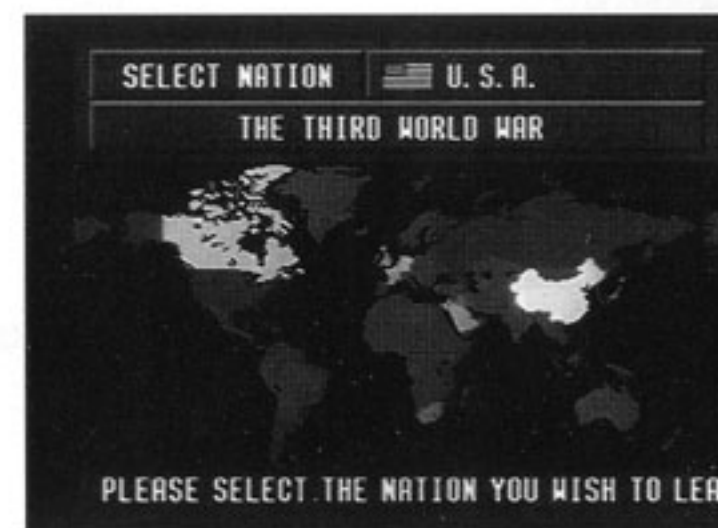 SELECT NATION
U. S. A.
THE THIRD WORLD WAR
PLEASE SELECT THE NATION YOU WISH TO LEA